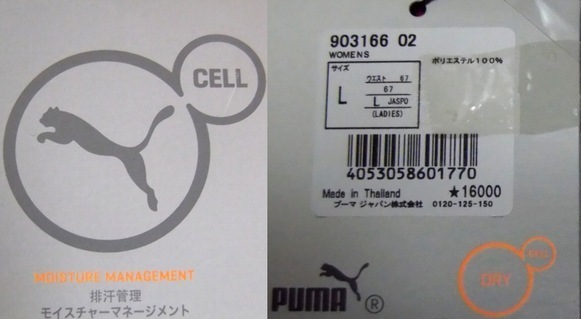 CELL
MOISTURE MANAGEMENT
排汗管理
モイスチャーマネージメント
903166 02
WOMENS
ポリエステル100%
サイズ
L
ウエスト 67
67
L JASPO
(LADIES)
4053058601770
Made in Thailand ★16000
プーマ ジャパン株式会社 0120-125-150
CELL
DRY
PUMA®